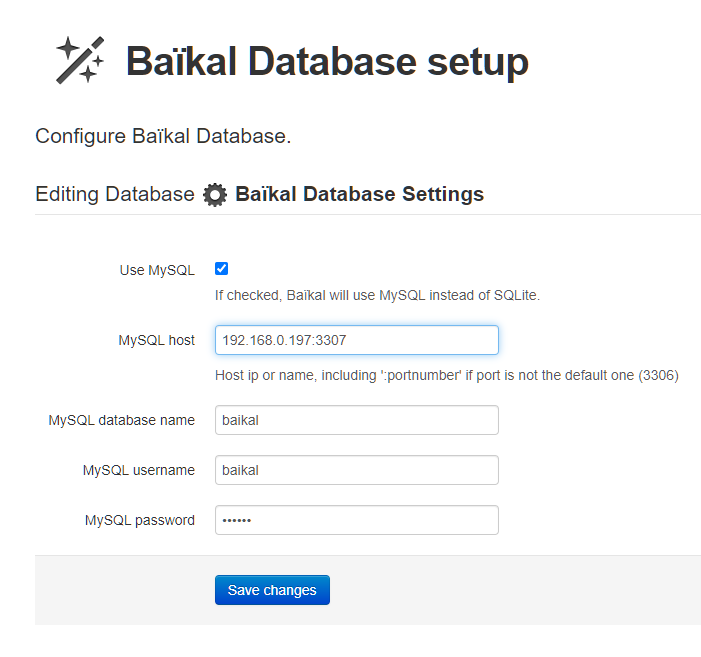 Baïkal Database setup
Configure Baïkal Database.
Editing Database Baïkal Database Settings
Use MySQL
If checked, Baïkal will use MySQL instead of SQLite.
MySQL host 192.168.0.197:3307
Host ip or name, including ':portnumber' if port is not the default one (3306)
MySQL database name baikal
MySQL username baikal
MySQL password ••••••
Save changes